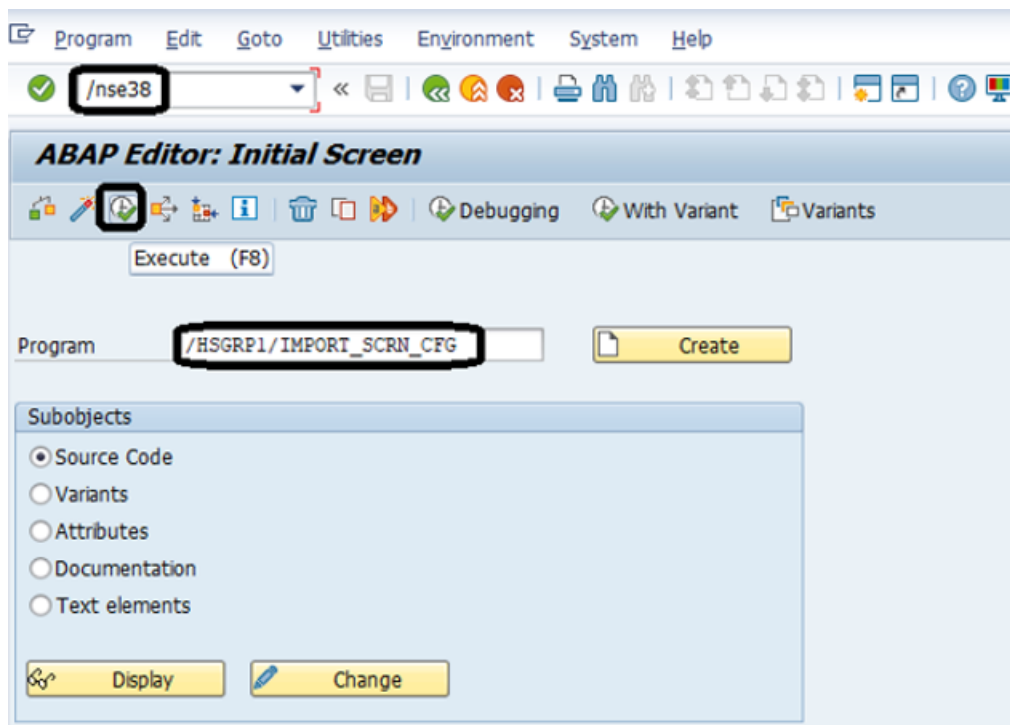 Program Edit Goto Utilities Environment System Help
/nse38
ABAP Editor: Initial Screen
Debugging With Variant Variants
Execute (F8)
Program /HSGRP1/IMPORT_SCRN_CFG Create
Subobjects
Source Code
Variants
Attributes
Documentation
Text elements
Display Change